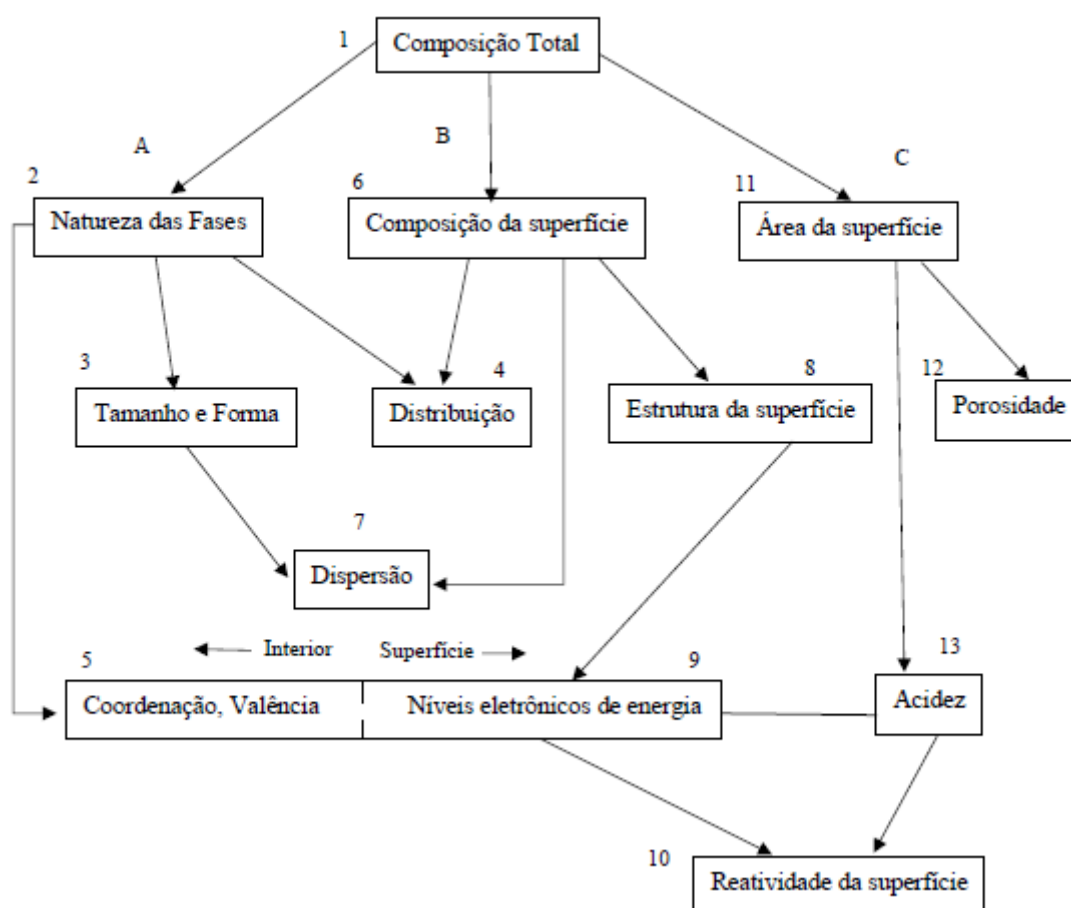 1
Composição Total
A
B
C
2
Natureza das Fases
6
Composição da superfície
11
Área da superfície
3
Tamanho e Forma
4
Distribuição
8
Estrutura da superfície
12
Porosidade
7
Dispersão
Interior
Superfície
5
Coordenação, Valência
9
Níveis eletrônicos de energia
13
Acidez
10
Reatividade da superfície